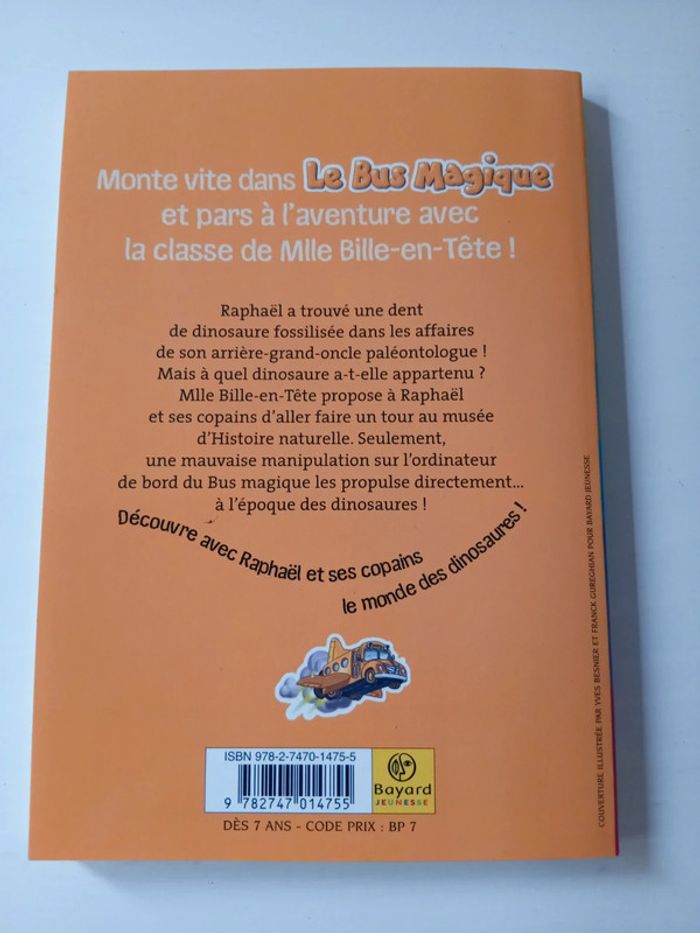 Monte vite dans Le Bus Magique
et pars à l'aventure avec
la classe de Mlle Bille-en-Tête !
Raphaël a trouvé une dent
de dinosaure fossilisée dans les affaires
de son arrière-grand-oncle paléontologue !
Mais à quel dinosaure a-t-elle appartenu ?
Mlle Bille-en-Tête propose à Raphaël
et ses copains d'aller faire un tour au musée
d'Histoire naturelle. Seulement,
une mauvaise manipulation sur l'ordinateur
de bord du Bus magique les propulse directement...
à l'époque des dinosaures !
Découvre avec Raphaël et ses copains
le monde des dinosaures !
ISBN 978-2-7470-1475-5
9 782747 014755
Bayard
JEUNESSE
DÈS 7 ANS - CODE PRIX : BP 7
COUVERTURE ILLUSTRÉE PAR YVES BESNIER ET FRANCK GUREGHIAN POUR BAYARD JEUNESSE